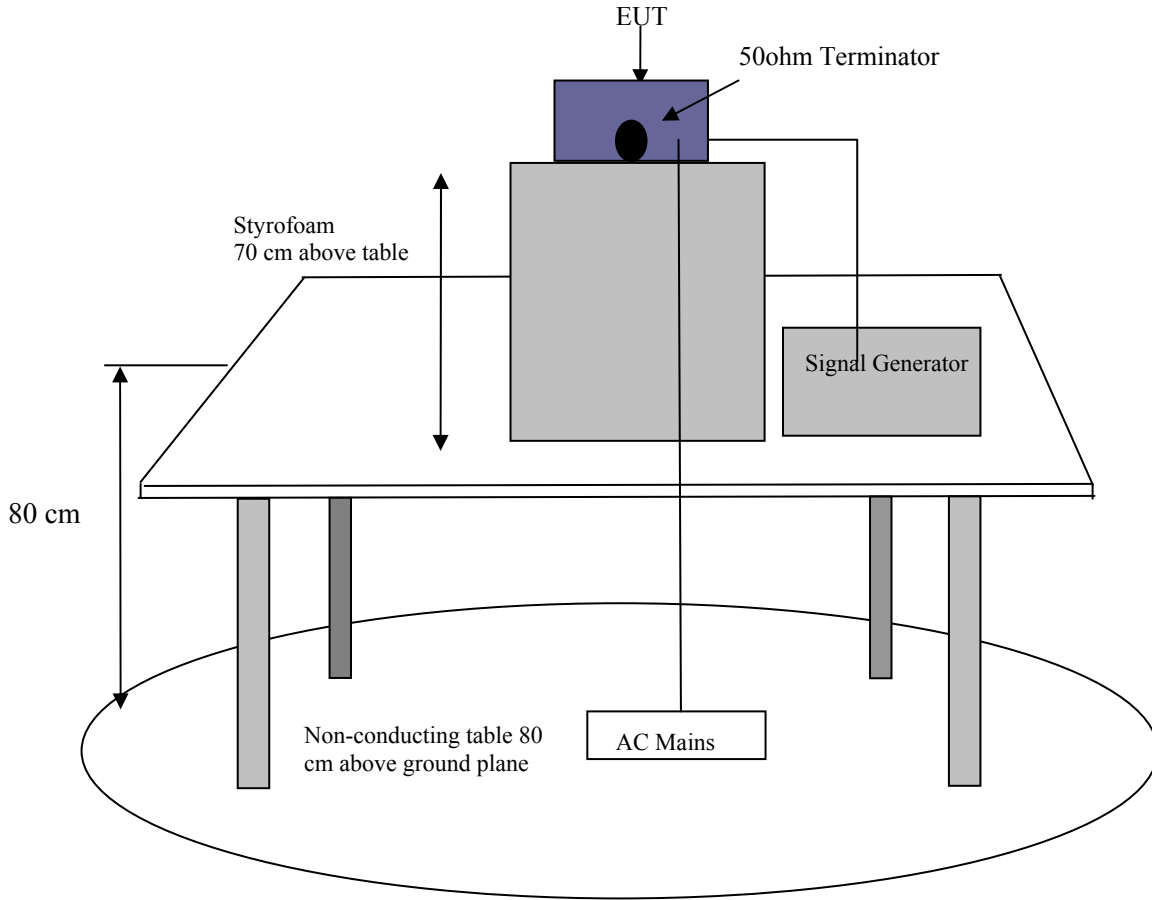 EUT
50ohm Terminator
Styrofoam
70 cm above table
Signal Generator
80 cm
Non-conducting table 80
cm above ground plane
AC Mains